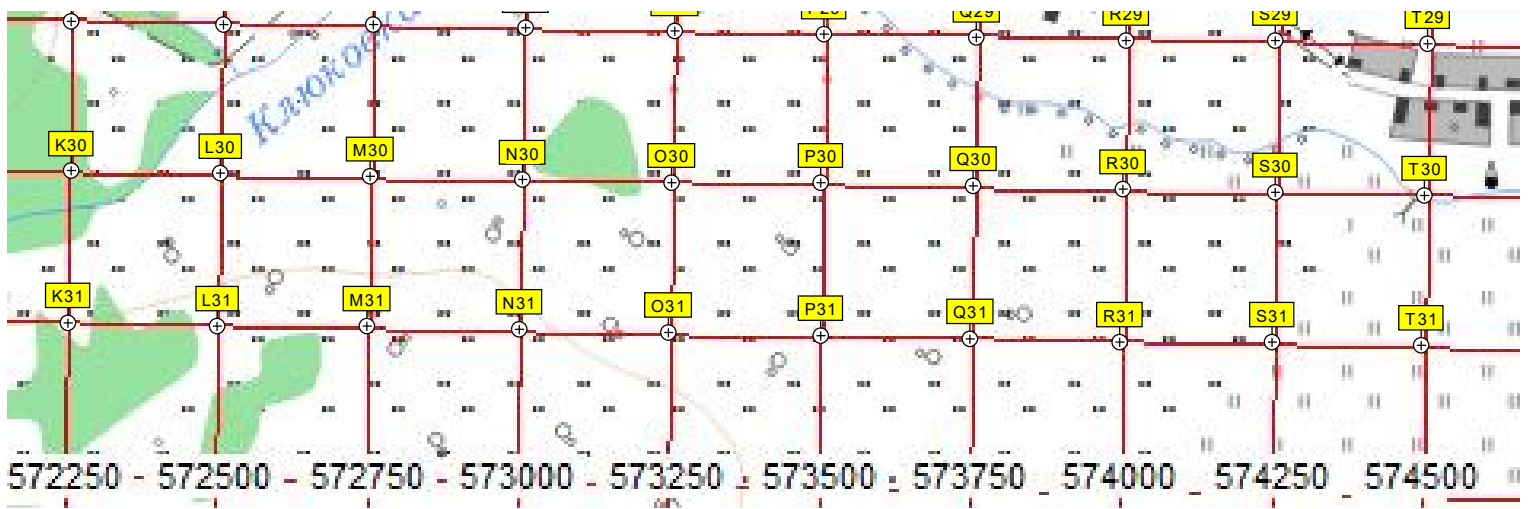 Q29 R29 S29 T29
Клюков
K30 L30 M30 N30 O30 P30 Q30 R30 S30 T30
K31 L31 M31 N31 O31 P31 Q31 R31 S31 T31
572250 - 572500 - 572750 - 573000 - 573250 - 573500 - 573750 - 574000 - 574250 - 574500